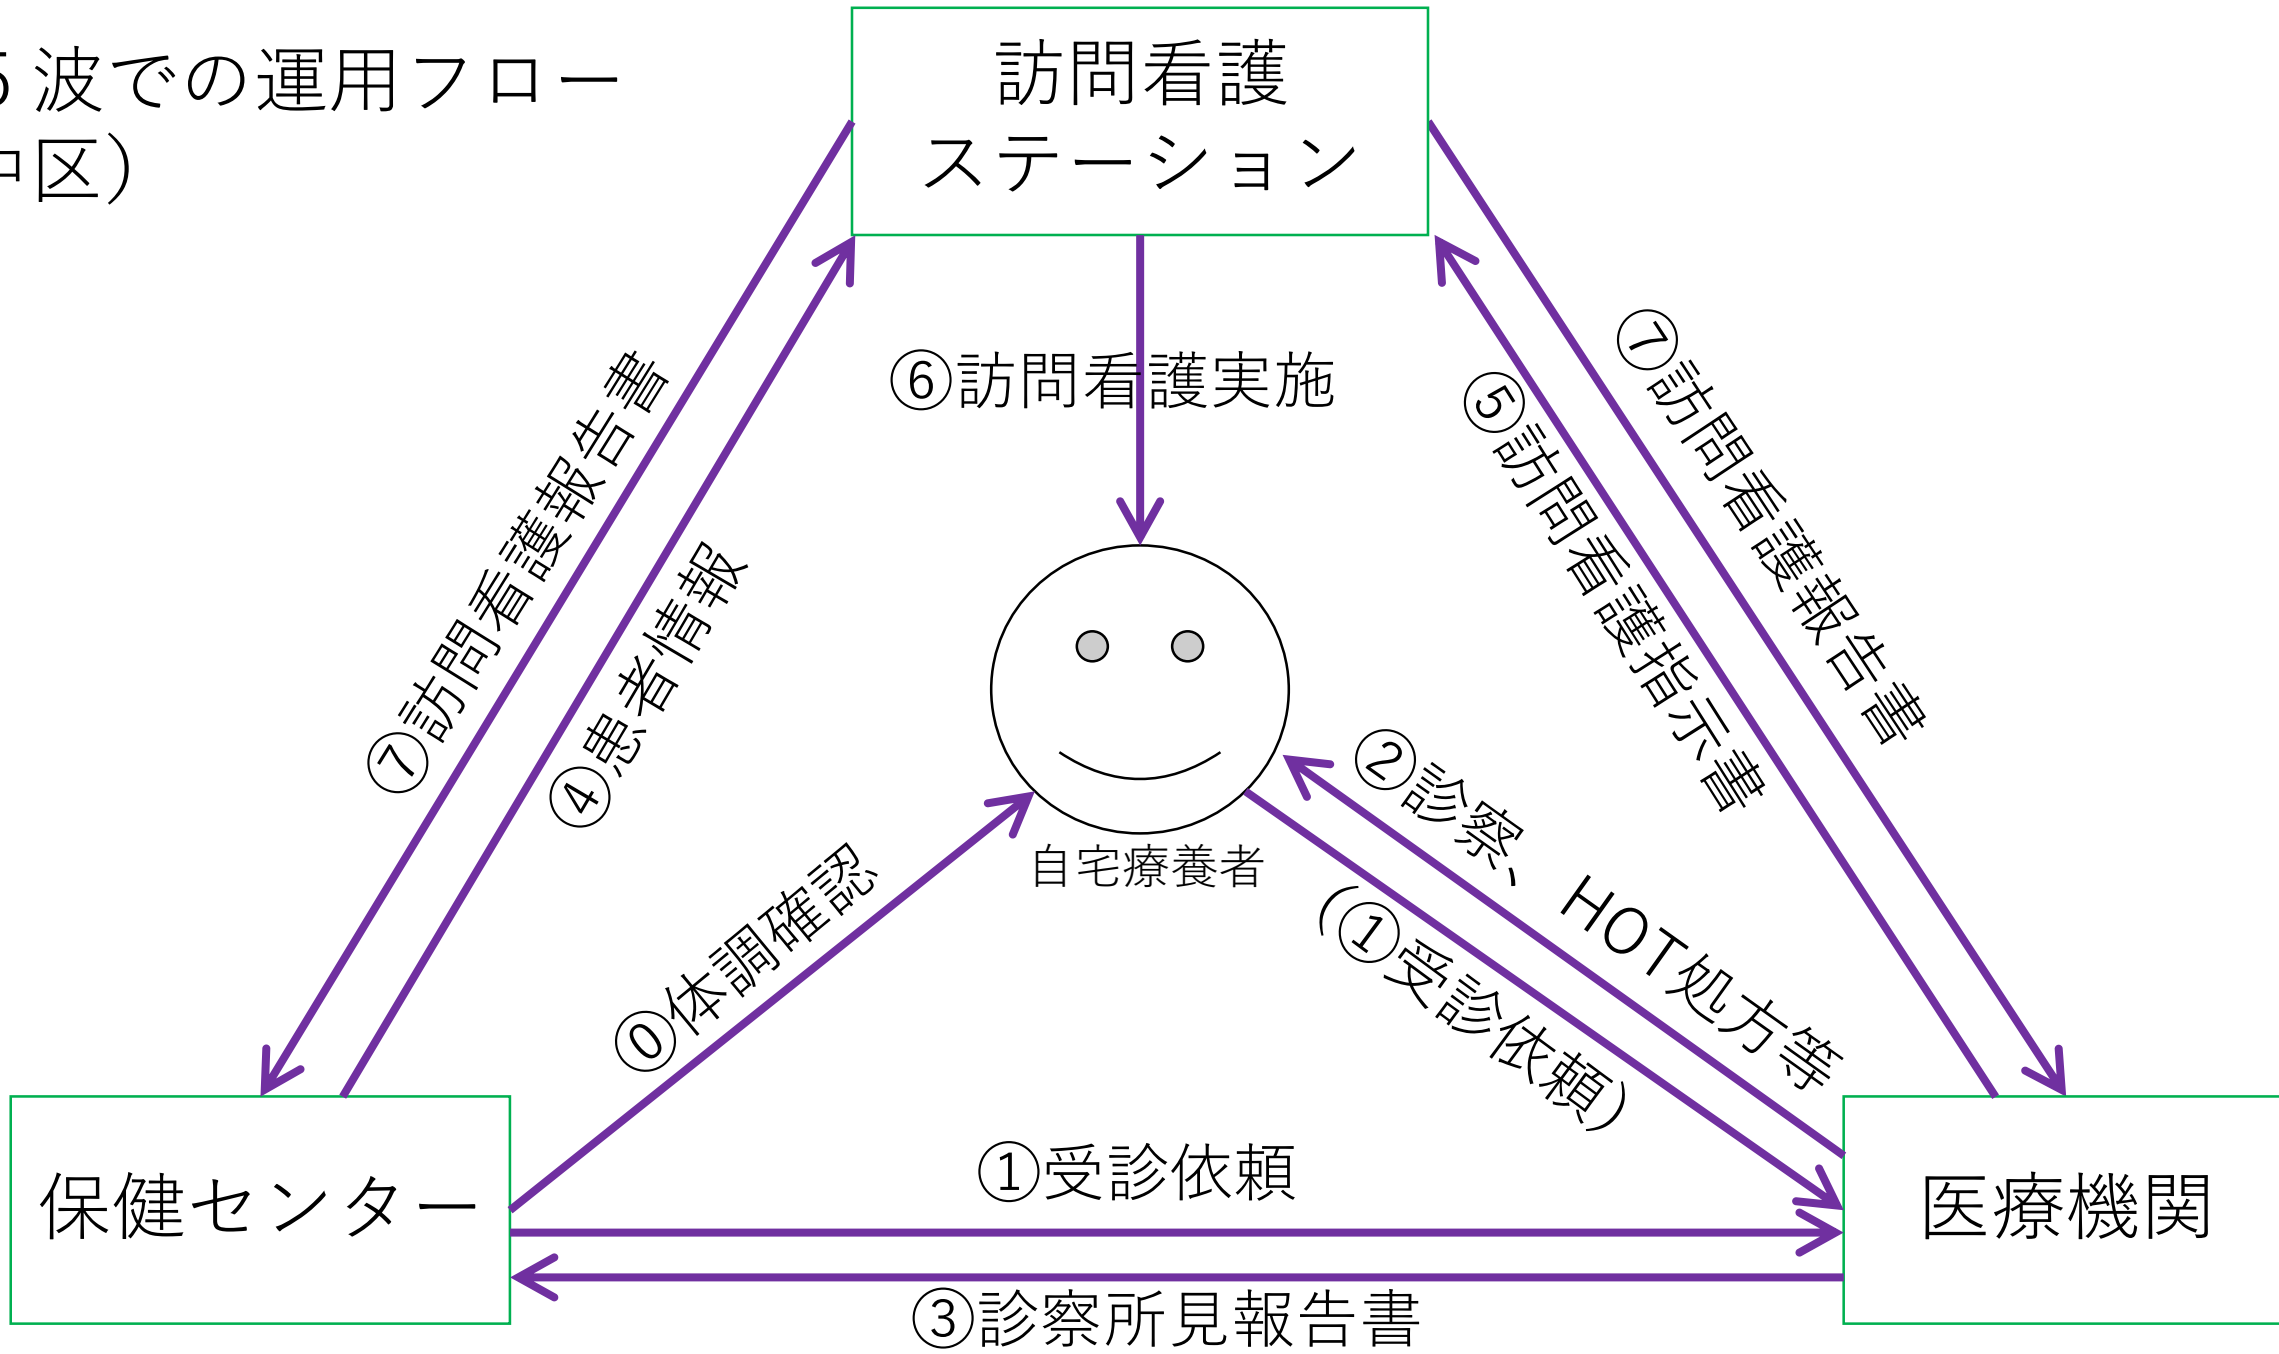 5波での運用フロー
中区）
訪問看護
ステーション
⑥訪問看護実施
⑦訪問看護報告書
④患者情報
⑤訪問看護指示書
⑦訪問看護報告書
自宅療養者
⓪体調確認
②診察、HOT処方等
（①受診依頼）
保健センター
①受診依頼
医療機関
③診察所見報告書